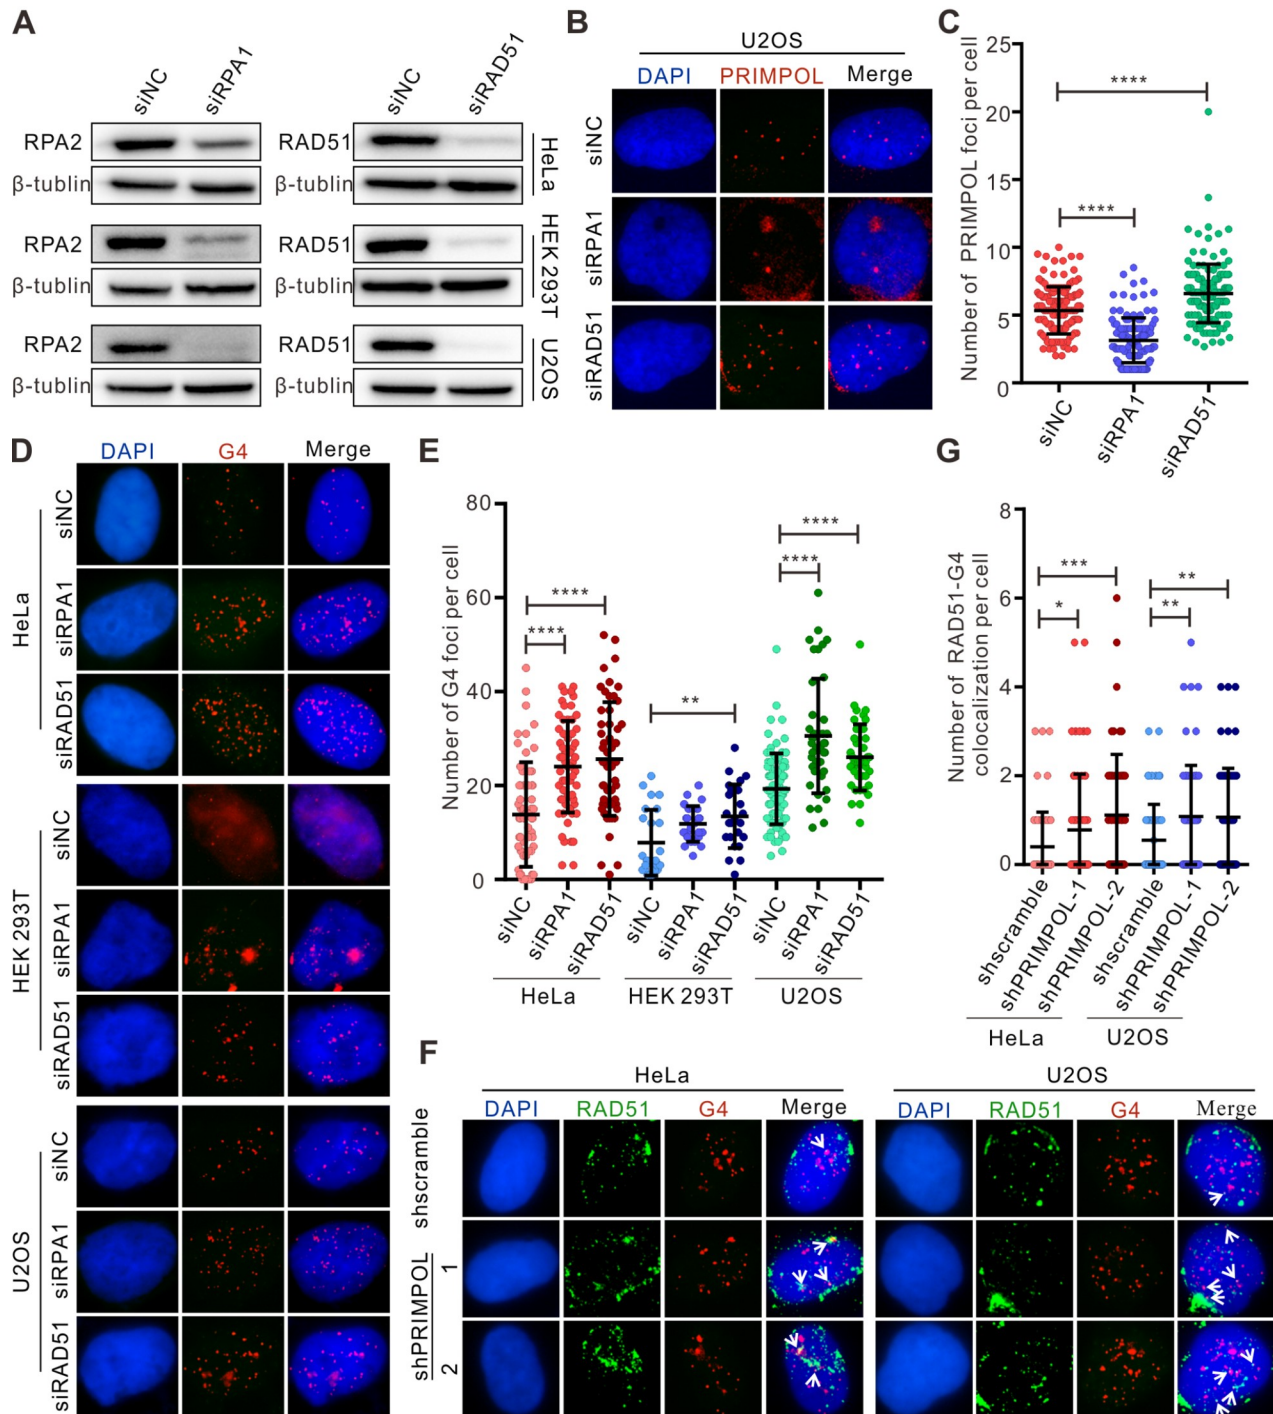 A
siNC
siRPA1
siNC
siRAD51
RPA2
RAD51
β-tublin
β-tublin
HeLa
RPA2
RAD51
β-tublin
β-tublin
HEK 293T
RPA2
RAD51
β-tublin
β-tublin
U2OS
B
U2OS
DAPI
PRIMPOL
Merge
siNC
siRPA1
siRAD51
C
Number of PRIMPOL foci per cell
25
20
15
10
5
0
****
****
siNC
siRPA1
siRAD51
D
DAPI
G4
Merge
HeLa
siNC
siRPA1
siRAD51
HEK 293T
siNC
siRPA1
siRAD51
U2OS
siNC
siRPA1
siRAD51
E
Number of G4 foci per cell
80
60
40
20
0
****
****
**
****
****
siNC
siRPA1
siRAD51
siNC
siRPA1
siRAD51
siNC
siRPA1
siRAD51
HeLa
HEK 293T
U2OS
G
Number of RAD51-G4
colocalization per cell
8
6
4
2
0
***
*
**
**
shscramble
shPRIMPOL-1
shPRIMPOL-2
shscramble
shPRIMPOL-1
shPRIMPOL-2
HeLa
U2OS
F
HeLa
U2OS
DAPI
RAD51
G4
Merge
DAPI
RAD51
G4
Merge
shscramble
shPRIMPOL
1
2